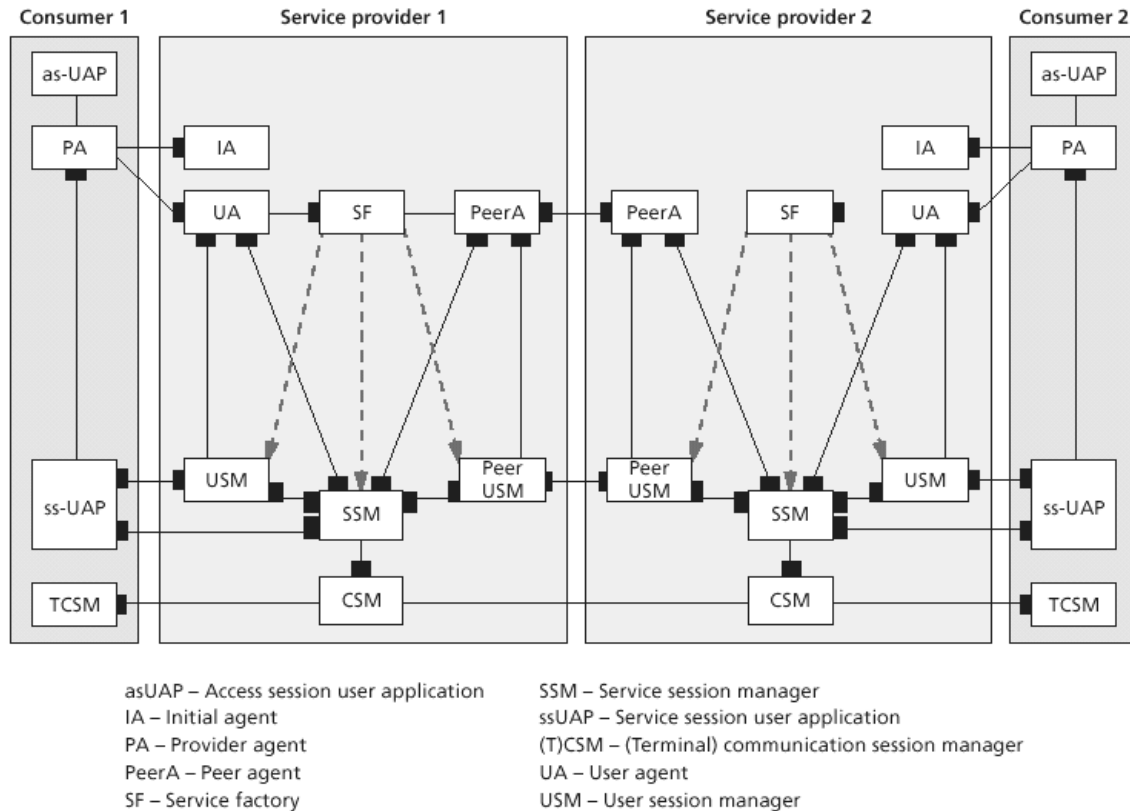 Consumer 1 Service provider 1 Service provider 2 Consumer 2
as-UAP as-UAP
PA IA IA PA
UA SF PeerA PeerA SF UA
USM Peer USM Peer USM USM
ss-UAP SSM SSM ss-UAP
TCSM CSM CSM TCSM
asUAP – Access session user application
IA – Initial agent
PA – Provider agent
PeerA – Peer agent
SF – Service factory
SSM – Service session manager
ssUAP – Service session user application
(T)CSM – (Terminal) communication session manager
UA – User agent
USM – User session manager